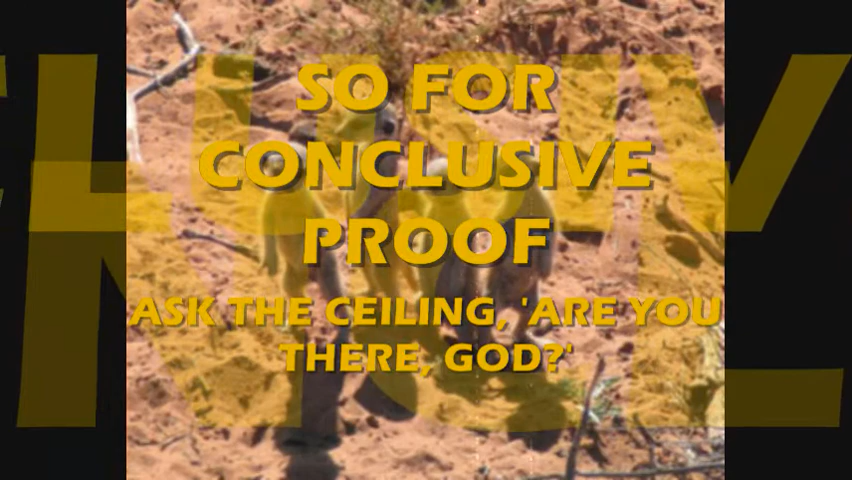 SO FOR
CONCLUSIVE
PROOF
ASK THE CEILING, 'ARE YOU
THERE, GOD?'